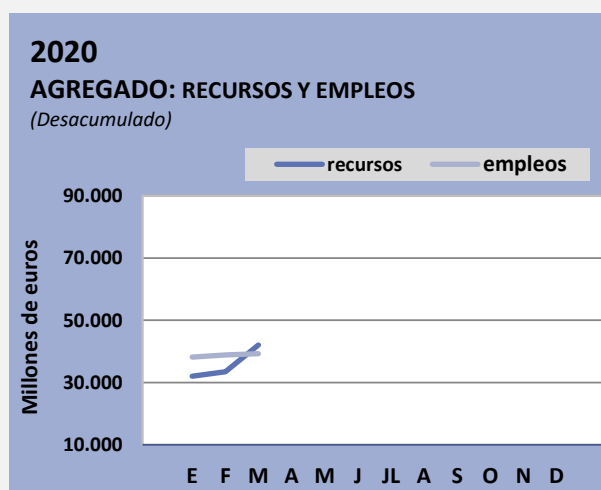 2020
AGREGADO: RECURSOS Y EMPLEOS
(Desacumulado)
recursos empleos
Millones de euros
90.000
70.000
50.000
30.000
10.000
E F M A M J JL A S O N D